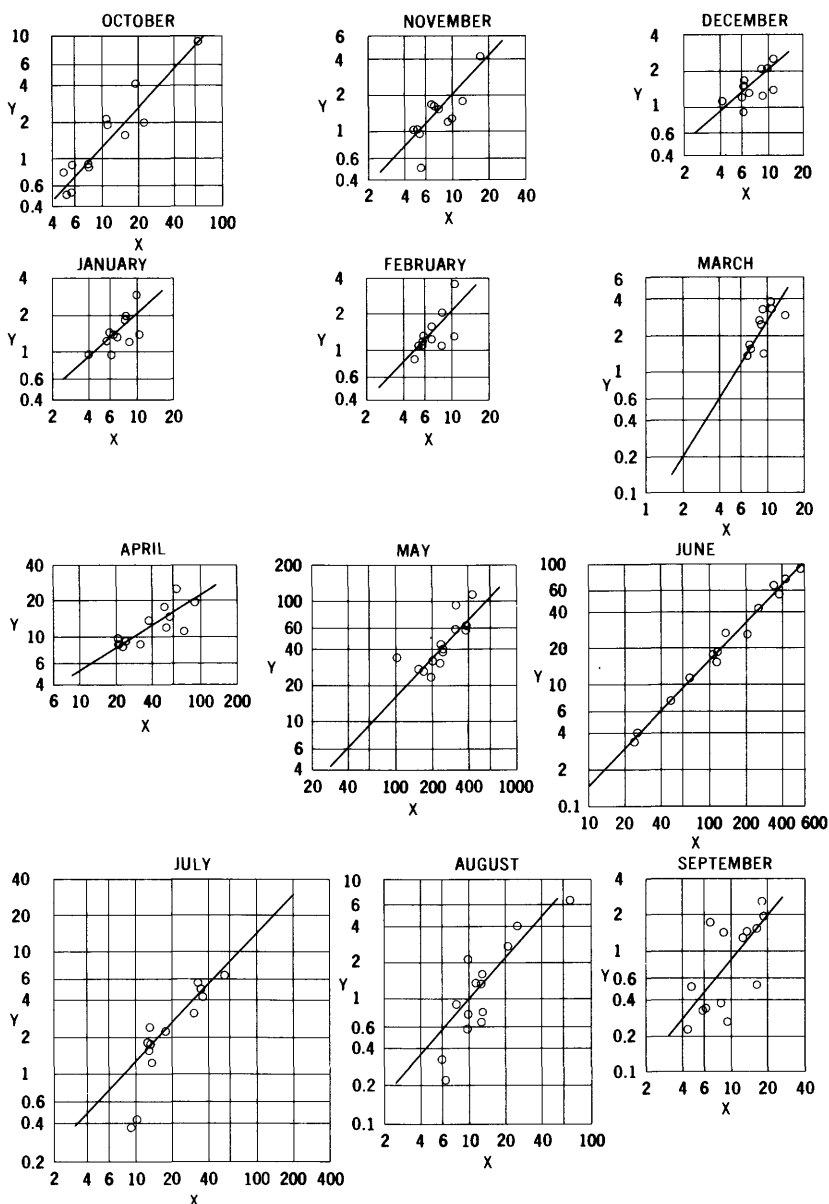 OCTOBER
10
6
4
Y
2
1
0.6
0.4
4 6 10 20 40 100
X
NOVEMBER
6
4
Y
2
1
0.6
0.4
2 4 6 10 20 40
X
DECEMBER
4
2
Y
1
0.6
0.4
2 4 6 10 20
X
JANUARY
4
2
Y
1
0.6
0.4
2 4 6 10 20
X
FEBRUARY
4
2
Y
1
0.6
0.4
2 4 6 10 20
X
MARCH
6
4
2
1
Y
0.6
0.4
0.2
0.1
1 2 4 6 10 20
X
APRIL
40
20
Y
10
6
4
6 10 20 40 100 200
X
MAY
200
100
60
40
Y
20
10
6
4
20 40 100 200 400 1000
X
JUNE
100
60
40
20
Y
10
6
4
2
0.1
10 20 40 100 200 400 600
X
JULY
40
20
10
6
4
Y
2
1
0.6
0.4
0.2
2 4 6 10 20 40 100 200 400
X
AUGUST
10
6
4
2
Y
1
0.6
0.4
0.2
0.1
2 4 6 10 20 40 100
X
SEPTEMBER
4
2
1
Y
0.6
0.4
0.2
0.1
2 4 6 10 20 40
X